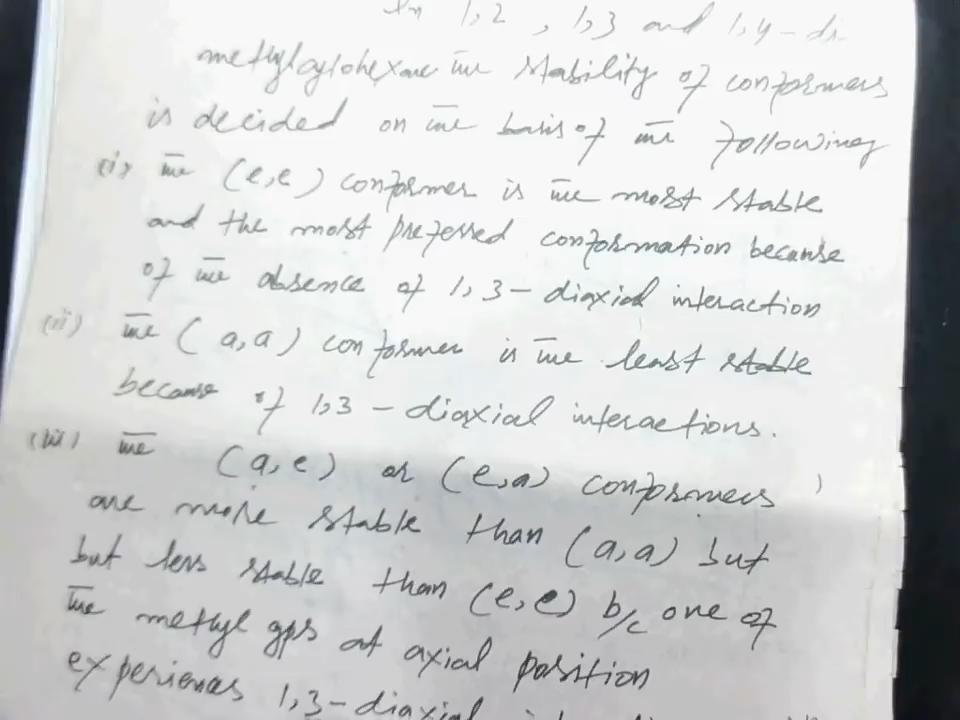 In 1,2 , 1,3 and 1,4-di-
methylcyclohexane the stability of conformers
is decided on the basis of the following
(i) the (e,e) conformer is the most stable
and the most prefessed conformation because
of the absence of 1,3-diaxial interaction
(ii) the (a,a) conformer is the least stable
because of 1,3-diaxial interactions.
(iii) the (a,e) or (e,a) conformers
are more stable than (a,a) but
but less stable than (e,e) b/c one of
the methyl gps at axial position
experiences 1,3-diaxial